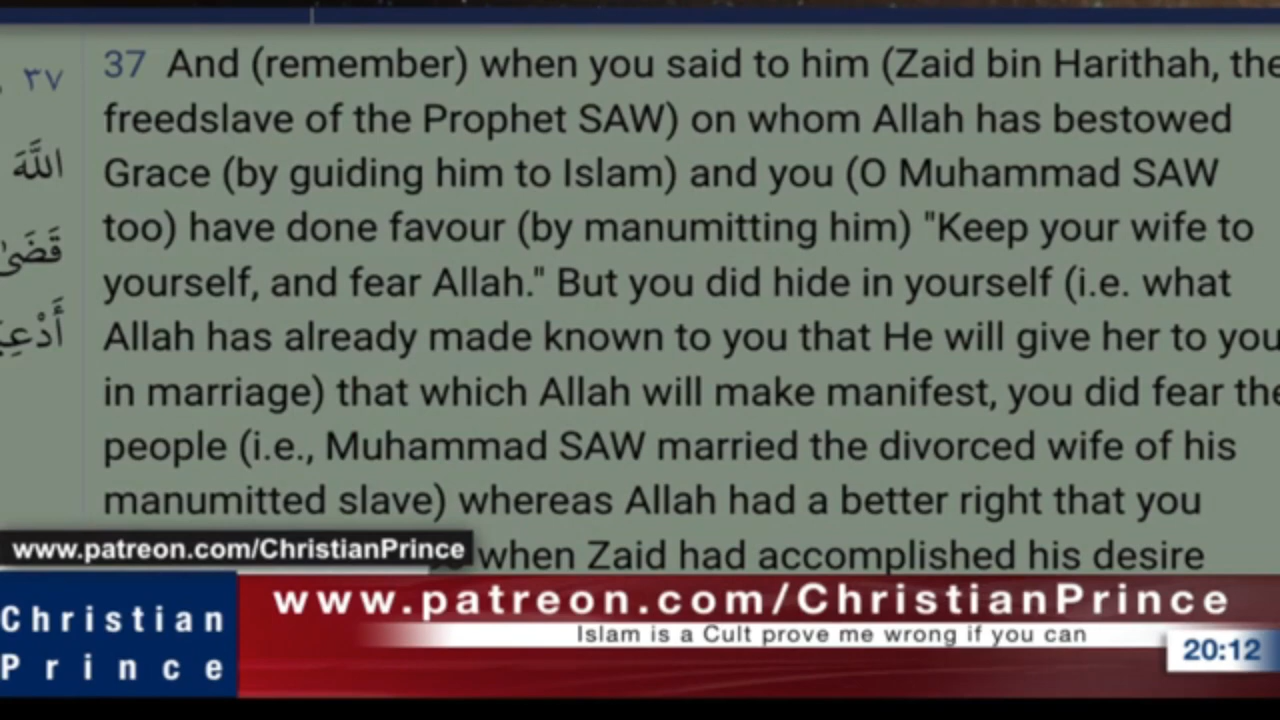 37 And (remember) when you said to him (Zaid bin Harithah, the
freedslave of the Prophet SAW) on whom Allah has bestowed
Grace (by guiding him to Islam) and you (O Muhammad SAW
too) have done favour (by manumitting him) "Keep your wife to
yourself, and fear Allah." But you did hide in yourself (i.e. what
Allah has already made known to you that He will give her to you
in marriage) that which Allah will make manifest, you did fear the
people (i.e., Muhammad SAW married the divorced wife of his
manumitted slave) whereas Allah had a better right that you
when Zaid had accomplished his desire
٣٧
اللَّهَ
www.patreon.com/ChristianPrince
Christian
Prince
www.patreon.com/ChristianPrince
Islam is a Cult prove me wrong if you can
20:12